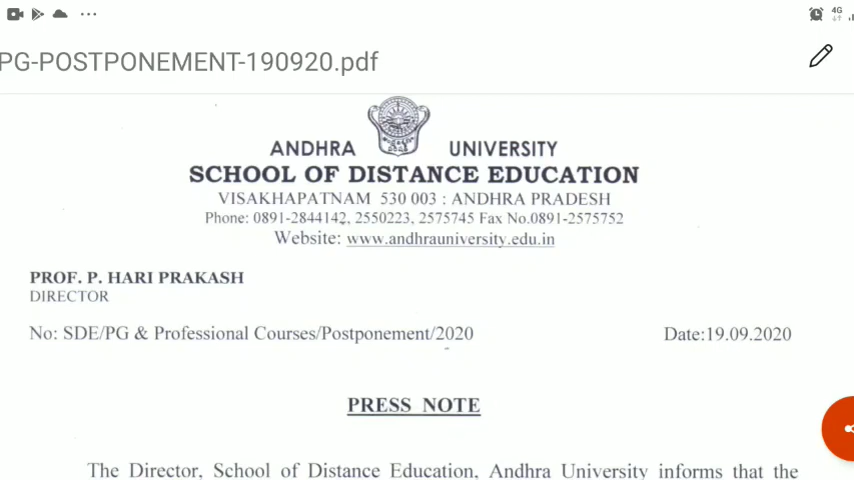 4G
PG-POSTPONEMENT-190920.pdf
ANDHRA UNIVERSITY
SCHOOL OF DISTANCE EDUCATION
VISAKHAPATNAM 530 003 : ANDHRA PRADESH
Phone: 0891-2844142, 2550223, 2575745 Fax No.0891-2575752
Website: www.andhrauniversity.edu.in
PROF. P. HARI PRAKASH
DIRECTOR
No: SDE/PG & Professional Courses/Postponement/2020 Date:19.09.2020
PRESS NOTE
The Director, School of Distance Education, Andhra University informs that the